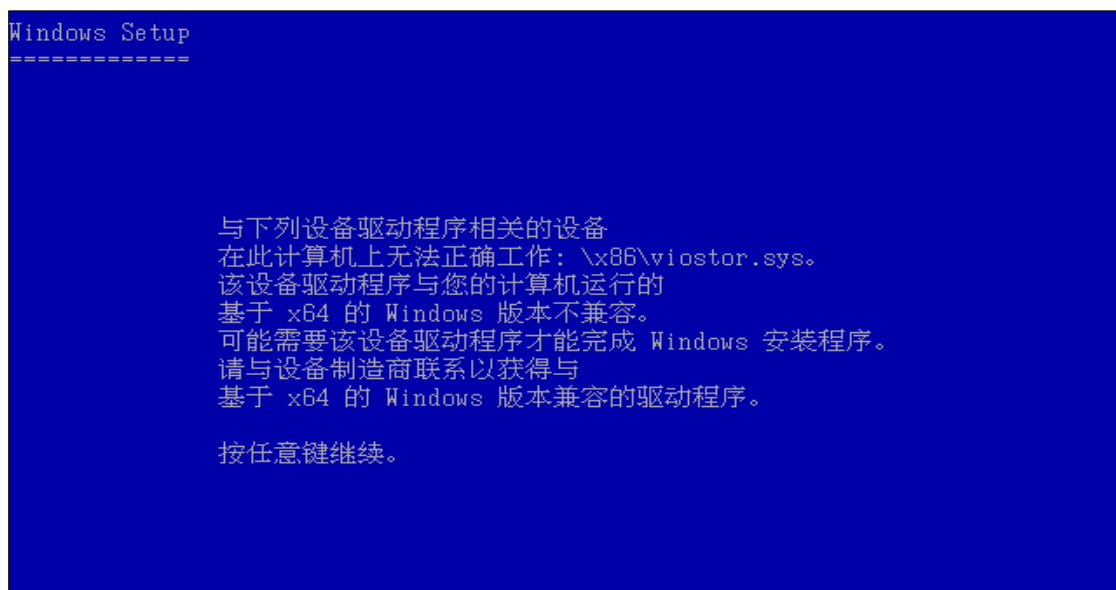 Windows Setup
=============
与下列设备驱动程序相关的设备
在此计算机上无法正确工作: \x86\viostor.sys。
该设备驱动程序与您的计算机运行的
基于 x64 的 Windows 版本不兼容。
可能需要该设备驱动程序才能完成 Windows 安装程序。
请与设备制造商联系以获得与
基于 x64 的 Windows 版本兼容的驱动程序。
按任意键继续。